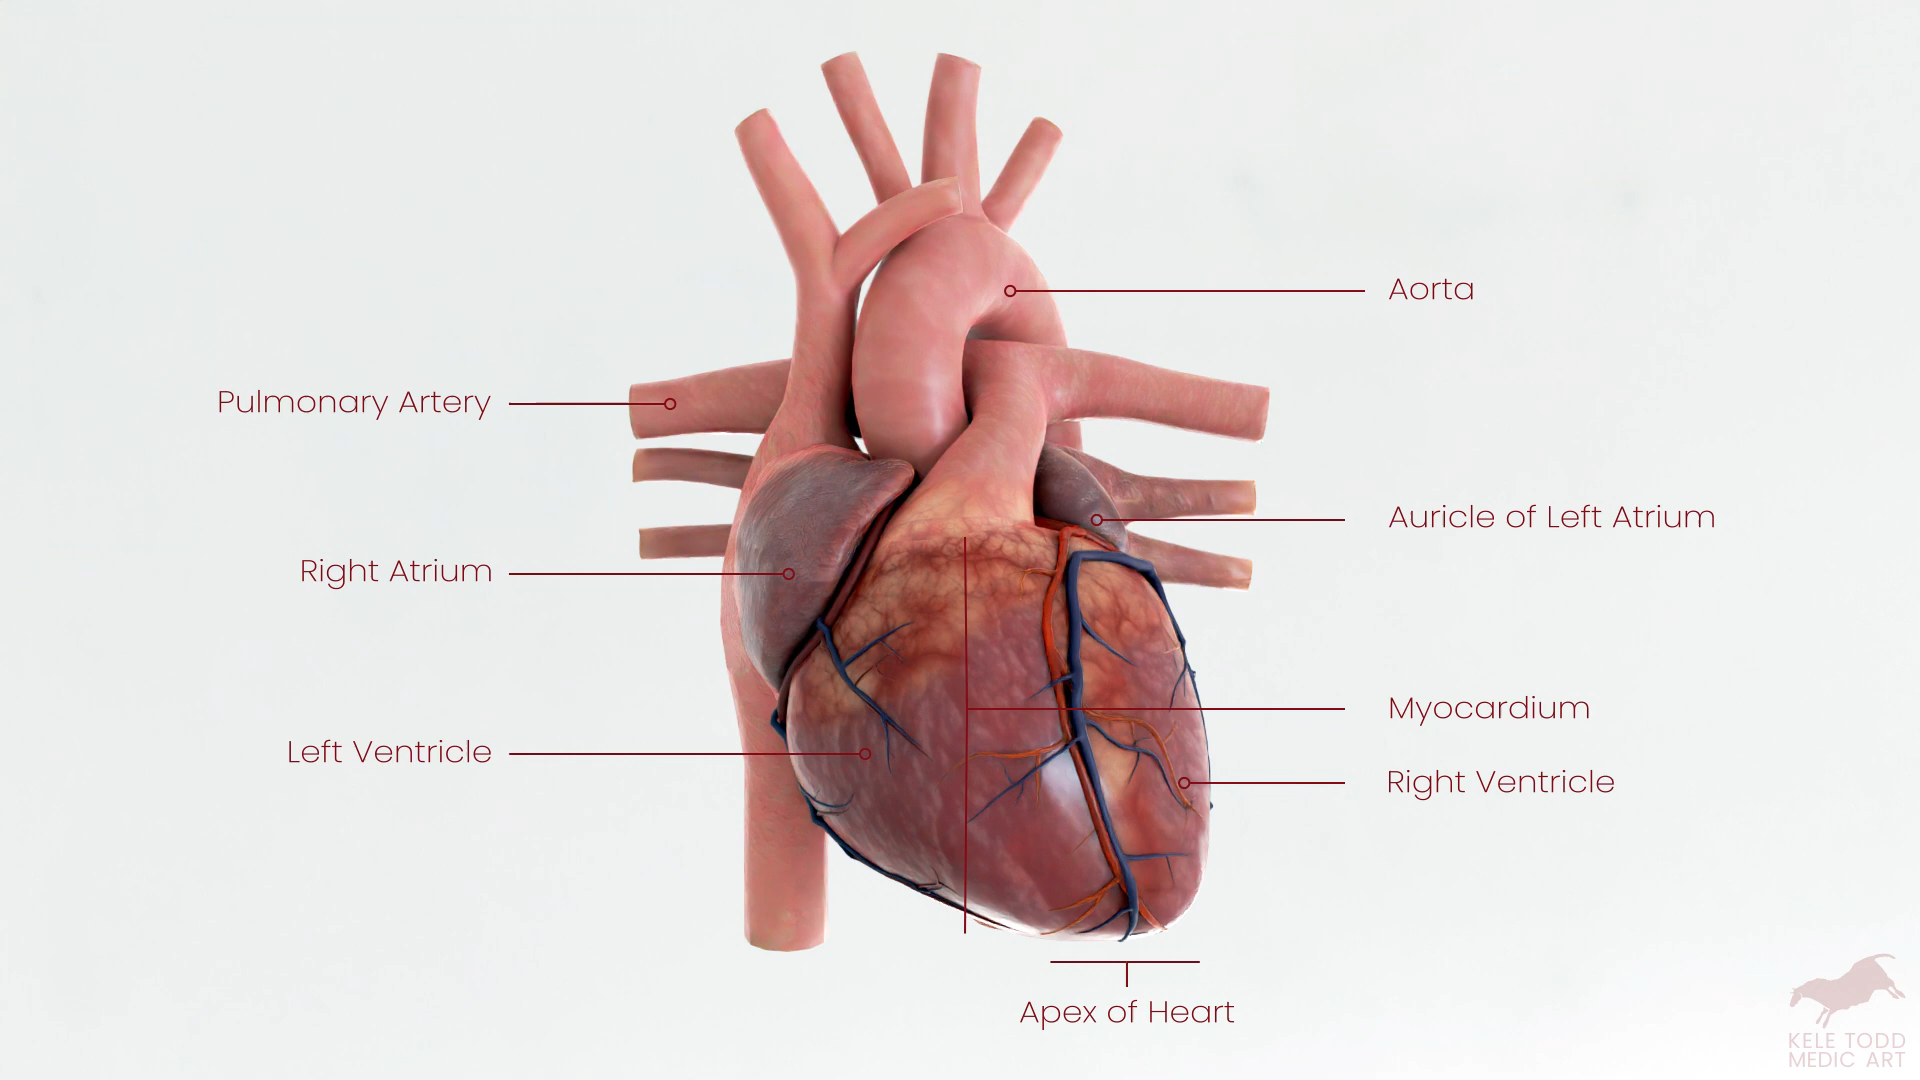 Aorta
Pulmonary Artery
Auricle of Left Atrium
Right Atrium
Myocardium
Left Ventricle
Right Ventricle
Apex of Heart
KELE TODD
MEDIC ART